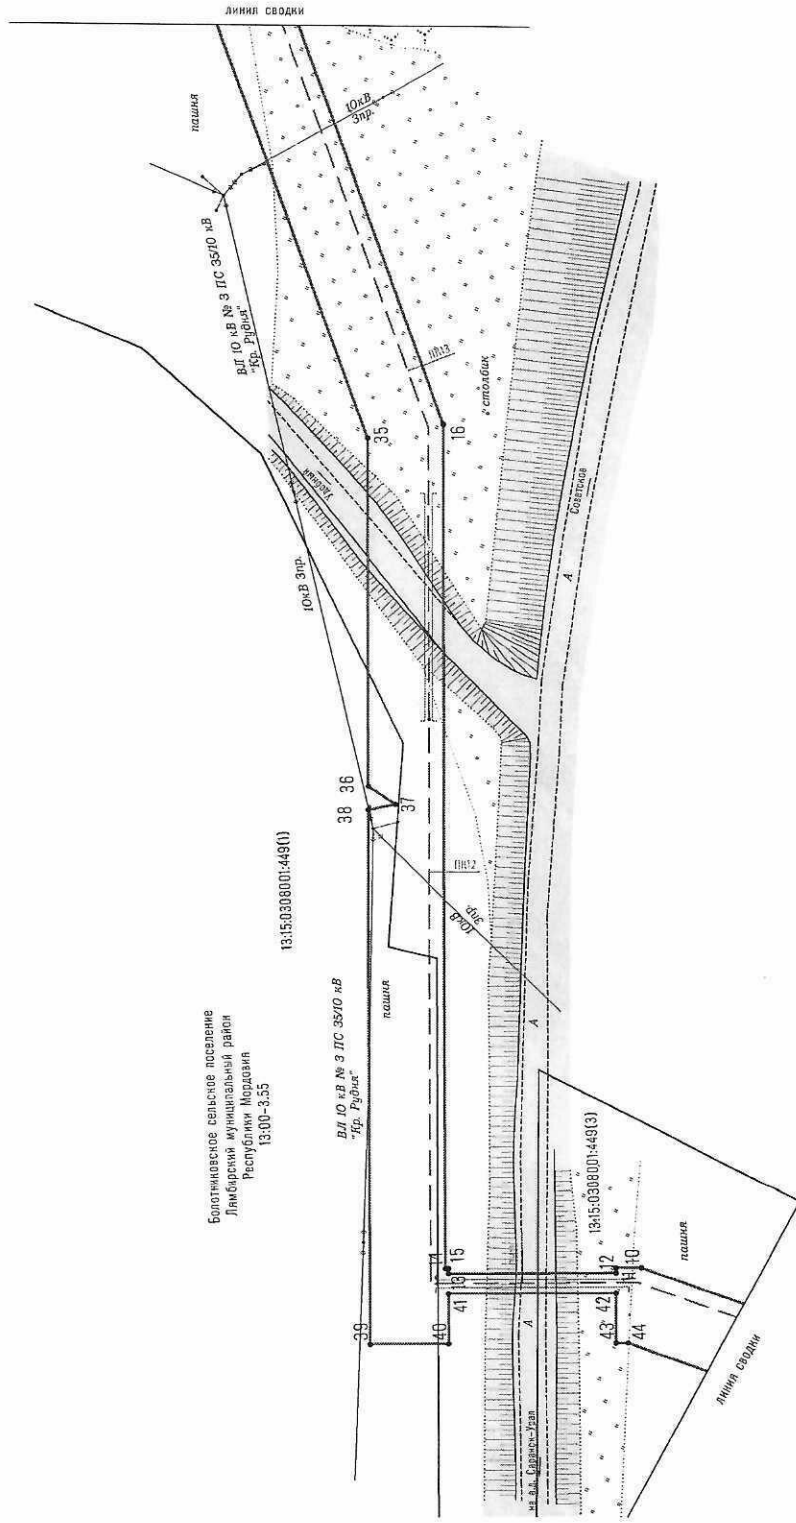 ЛИНИЯ СВОДКИ
пашня
10кВ
3пр.
ВЛ 10 кВ № 3 ПС 35/10 кВ
"Кр. Рудня"
35
16
столбик
Удобный
10кВ 3пр.
Советское
А
36
38
37
13:15:0308001:449(1)
10кВ
3пр.
Болотниковское сельское поселение
Лямбирский муниципальный район
Республики Мордовия
13:00-3.55
ВЛ 10 кВ № 3 ПС 35/10 кВ
"Кр. Рудня"
пашня
А
13:15:0308001:449(3)
пашня
14
15
13
12
10
11
41
42
39
40
43
44
А
на а.д. Саранск-Урал
ЛИНИЯ СВОДКИ